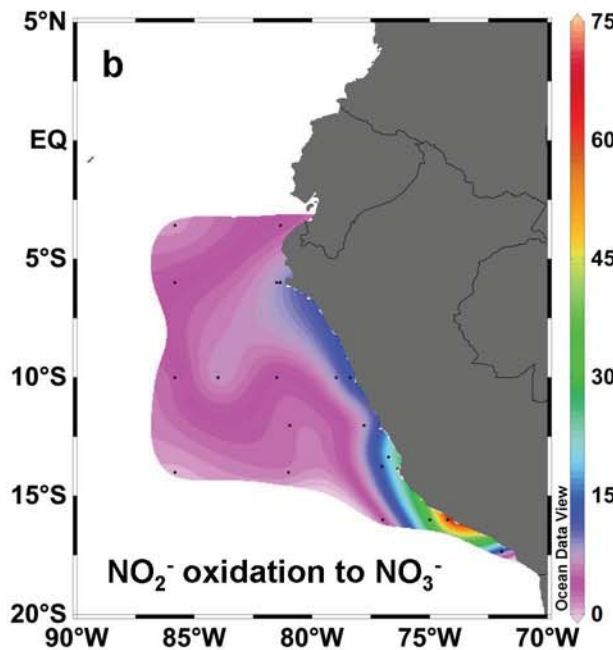 b
5°N
EQ
5°S
10°S
15°S
20°S
90°W 85°W 80°W 75°W 70°W
75
60
45
30
15
0
Ocean Data View
NO₂⁻ oxidation to NO₃⁻